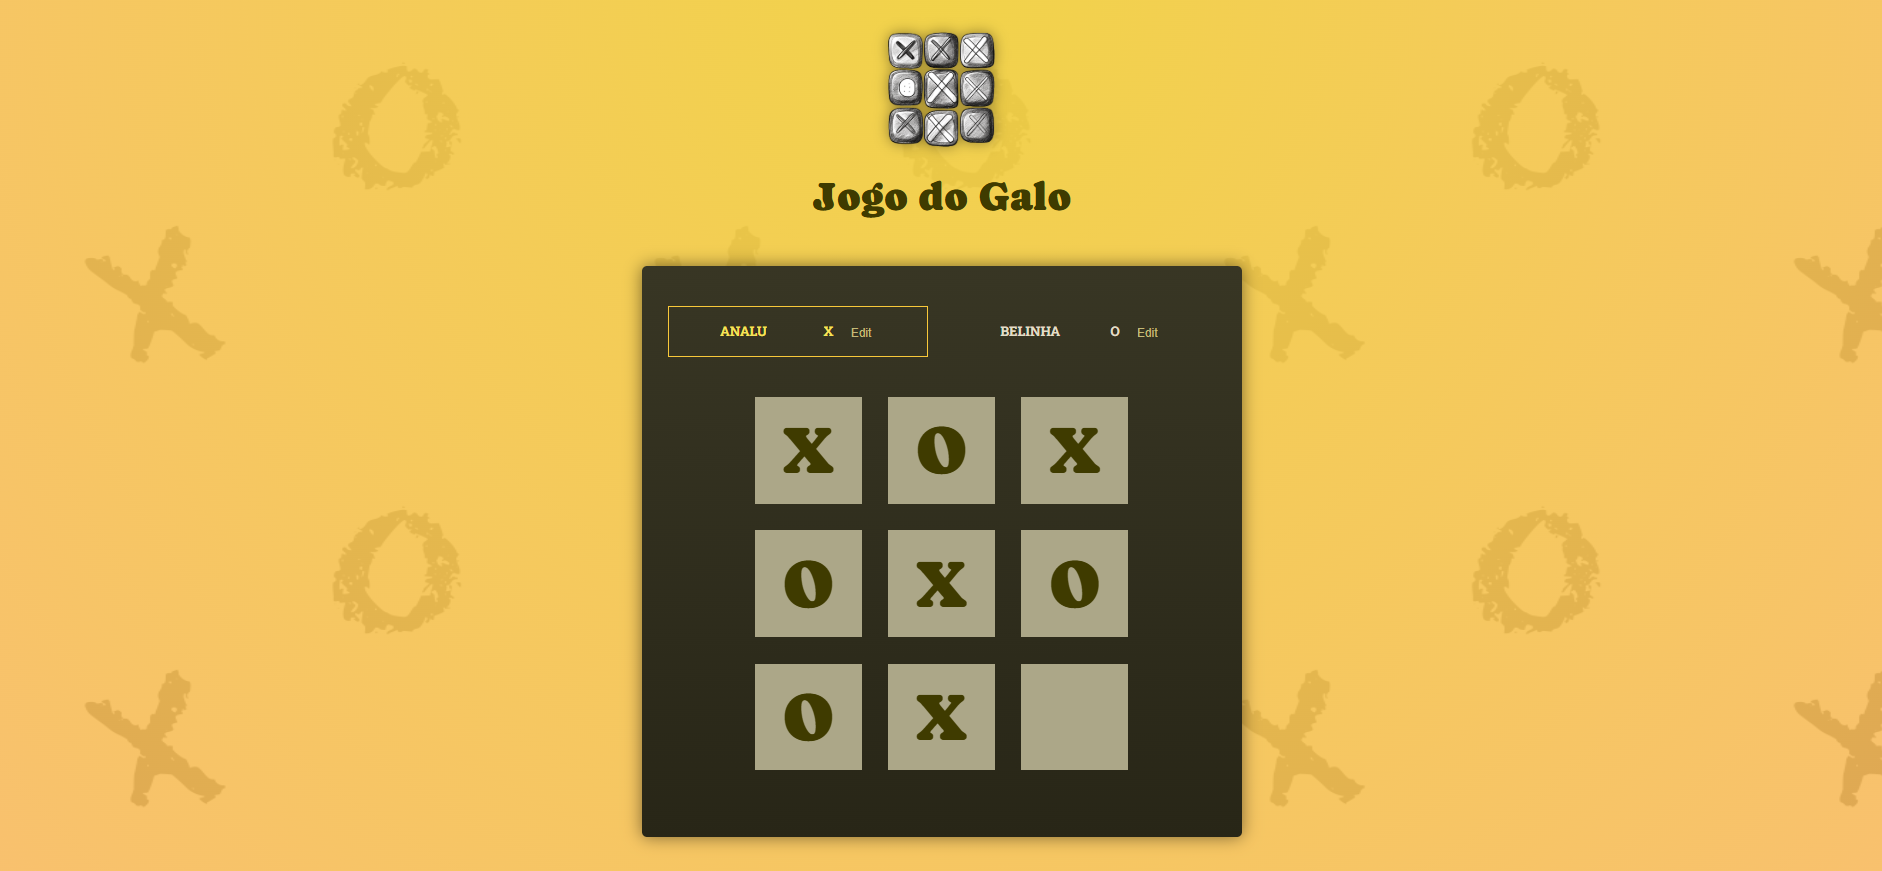 Jogo do Galo
ANALU X Edit BELINHA O Edit
X O X
O X O
O X